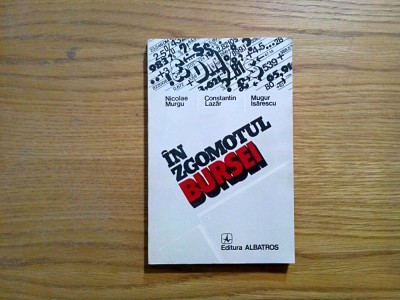 Nicolae Constantin Mugur
Murgu Lazăr Isărescu
ÎN
ZGOMOTUL
BURSEI
Editura ALBATROS